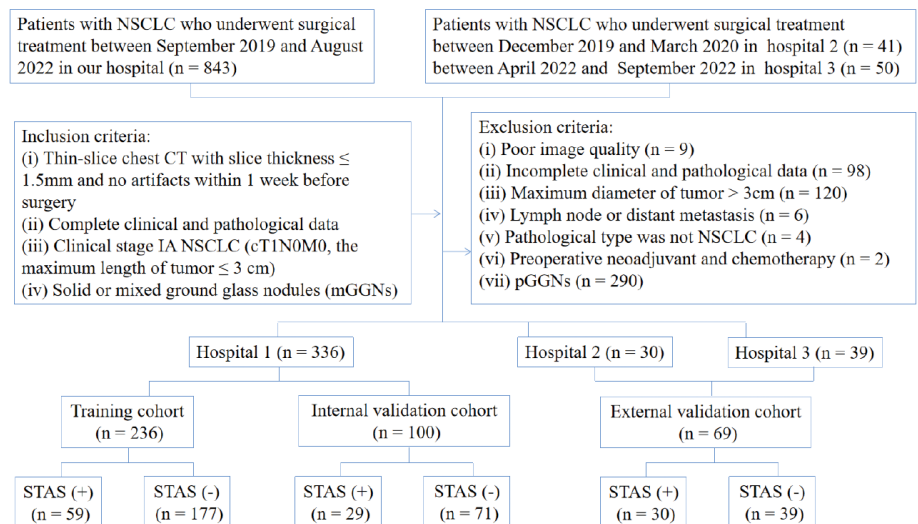 Patients with NSCLC who underwent surgical
treatment between September 2019 and August
2022 in our hospital (n = 843)
Patients with NSCLC who underwent surgical treatment
between December 2019 and March 2020 in hospital 2 (n = 41)
between April 2022 and September 2022 in hospital 3 (n = 50)
Inclusion criteria:
(i) Thin-slice chest CT with slice thickness ≤
1.5mm and no artifacts within 1 week before
surgery
(ii) Complete clinical and pathological data
(iii) Clinical stage IA NSCLC (cT1N0M0, the
maximum length of tumor ≤ 3 cm)
(iv) Solid or mixed ground glass nodules (mGGNs)
Exclusion criteria:
(i) Poor image quality (n = 9)
(ii) Incomplete clinical and pathological data (n = 98)
(iii) Maximum diameter of tumor > 3cm (n = 120)
(iv) Lymph node or distant metastasis (n = 6)
(v) Pathological type was not NSCLC (n = 4)
(vi) Preoperative neoadjuvant and chemotherapy (n = 2)
(vii) pGGNs (n = 290)
Hospital 1 (n = 336)
Hospital 2 (n = 30)
Hospital 3 (n = 39)
Training cohort
(n = 236)
Internal validation cohort
(n = 100)
External validation cohort
(n = 69)
STAS (+)
(n = 59)
STAS (-)
(n = 177)
STAS (+)
(n = 29)
STAS (-)
(n = 71)
STAS (+)
(n = 30)
STAS (-)
(n = 39)